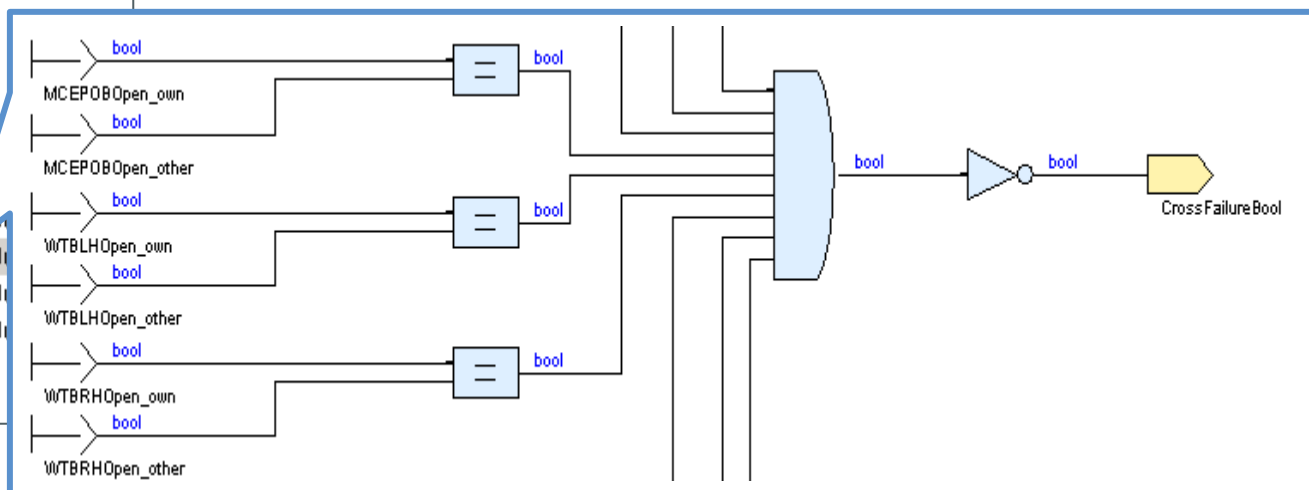 bool
MCEPOBOpen_own
bool
MCEPOBOpen_other
bool
WTBLHOpen_own
bool
WTBLHOpen_other
bool
WTBRHOpen_own
bool
WTBRHOpen_other
=
bool
=
bool
=
bool
bool
bool
CrossFailureBool